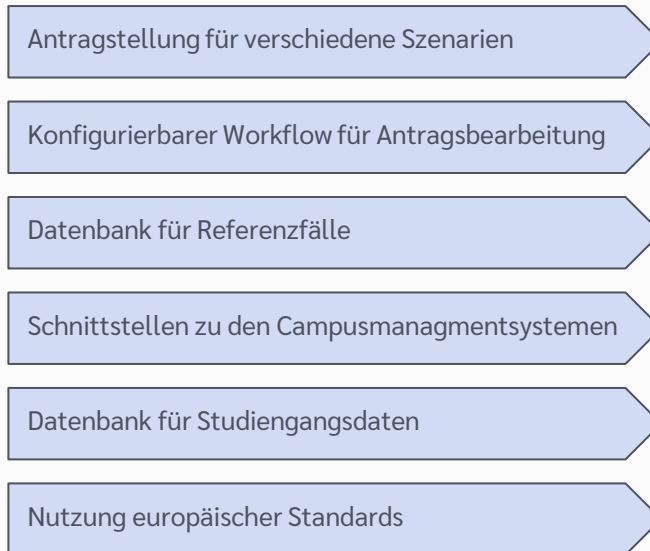 Antragstellung für verschiedene Szenarien
Konfigurierbarer Workflow für Antragsbearbeitung
Datenbank für Referenzfälle
Schnittstellen zu den Campusmanagmentsystemen
Datenbank für Studiengangsdaten
Nutzung europäischer Standards